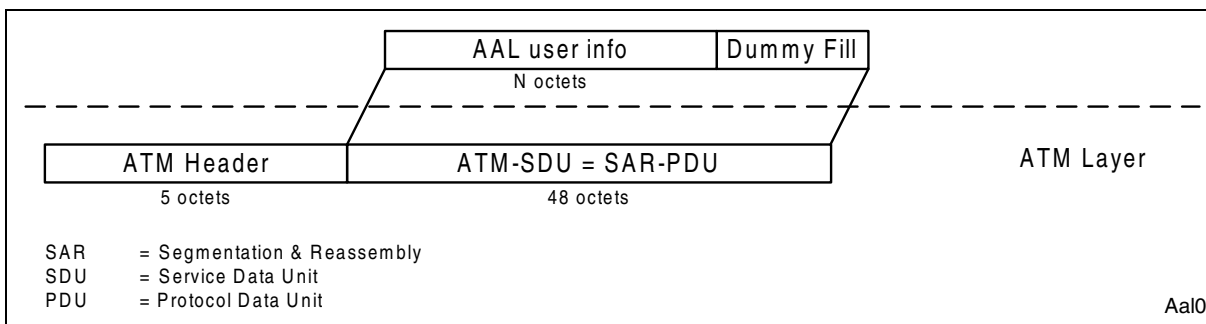 AAL user info Dummy Fill
N octets
ATM Header ATM-SDU = SAR-PDU ATM Layer
5 octets 48 octets
SAR = Segmentation & Reassembly
SDU = Service Data Unit
PDU = Protocol Data Unit
Aal0